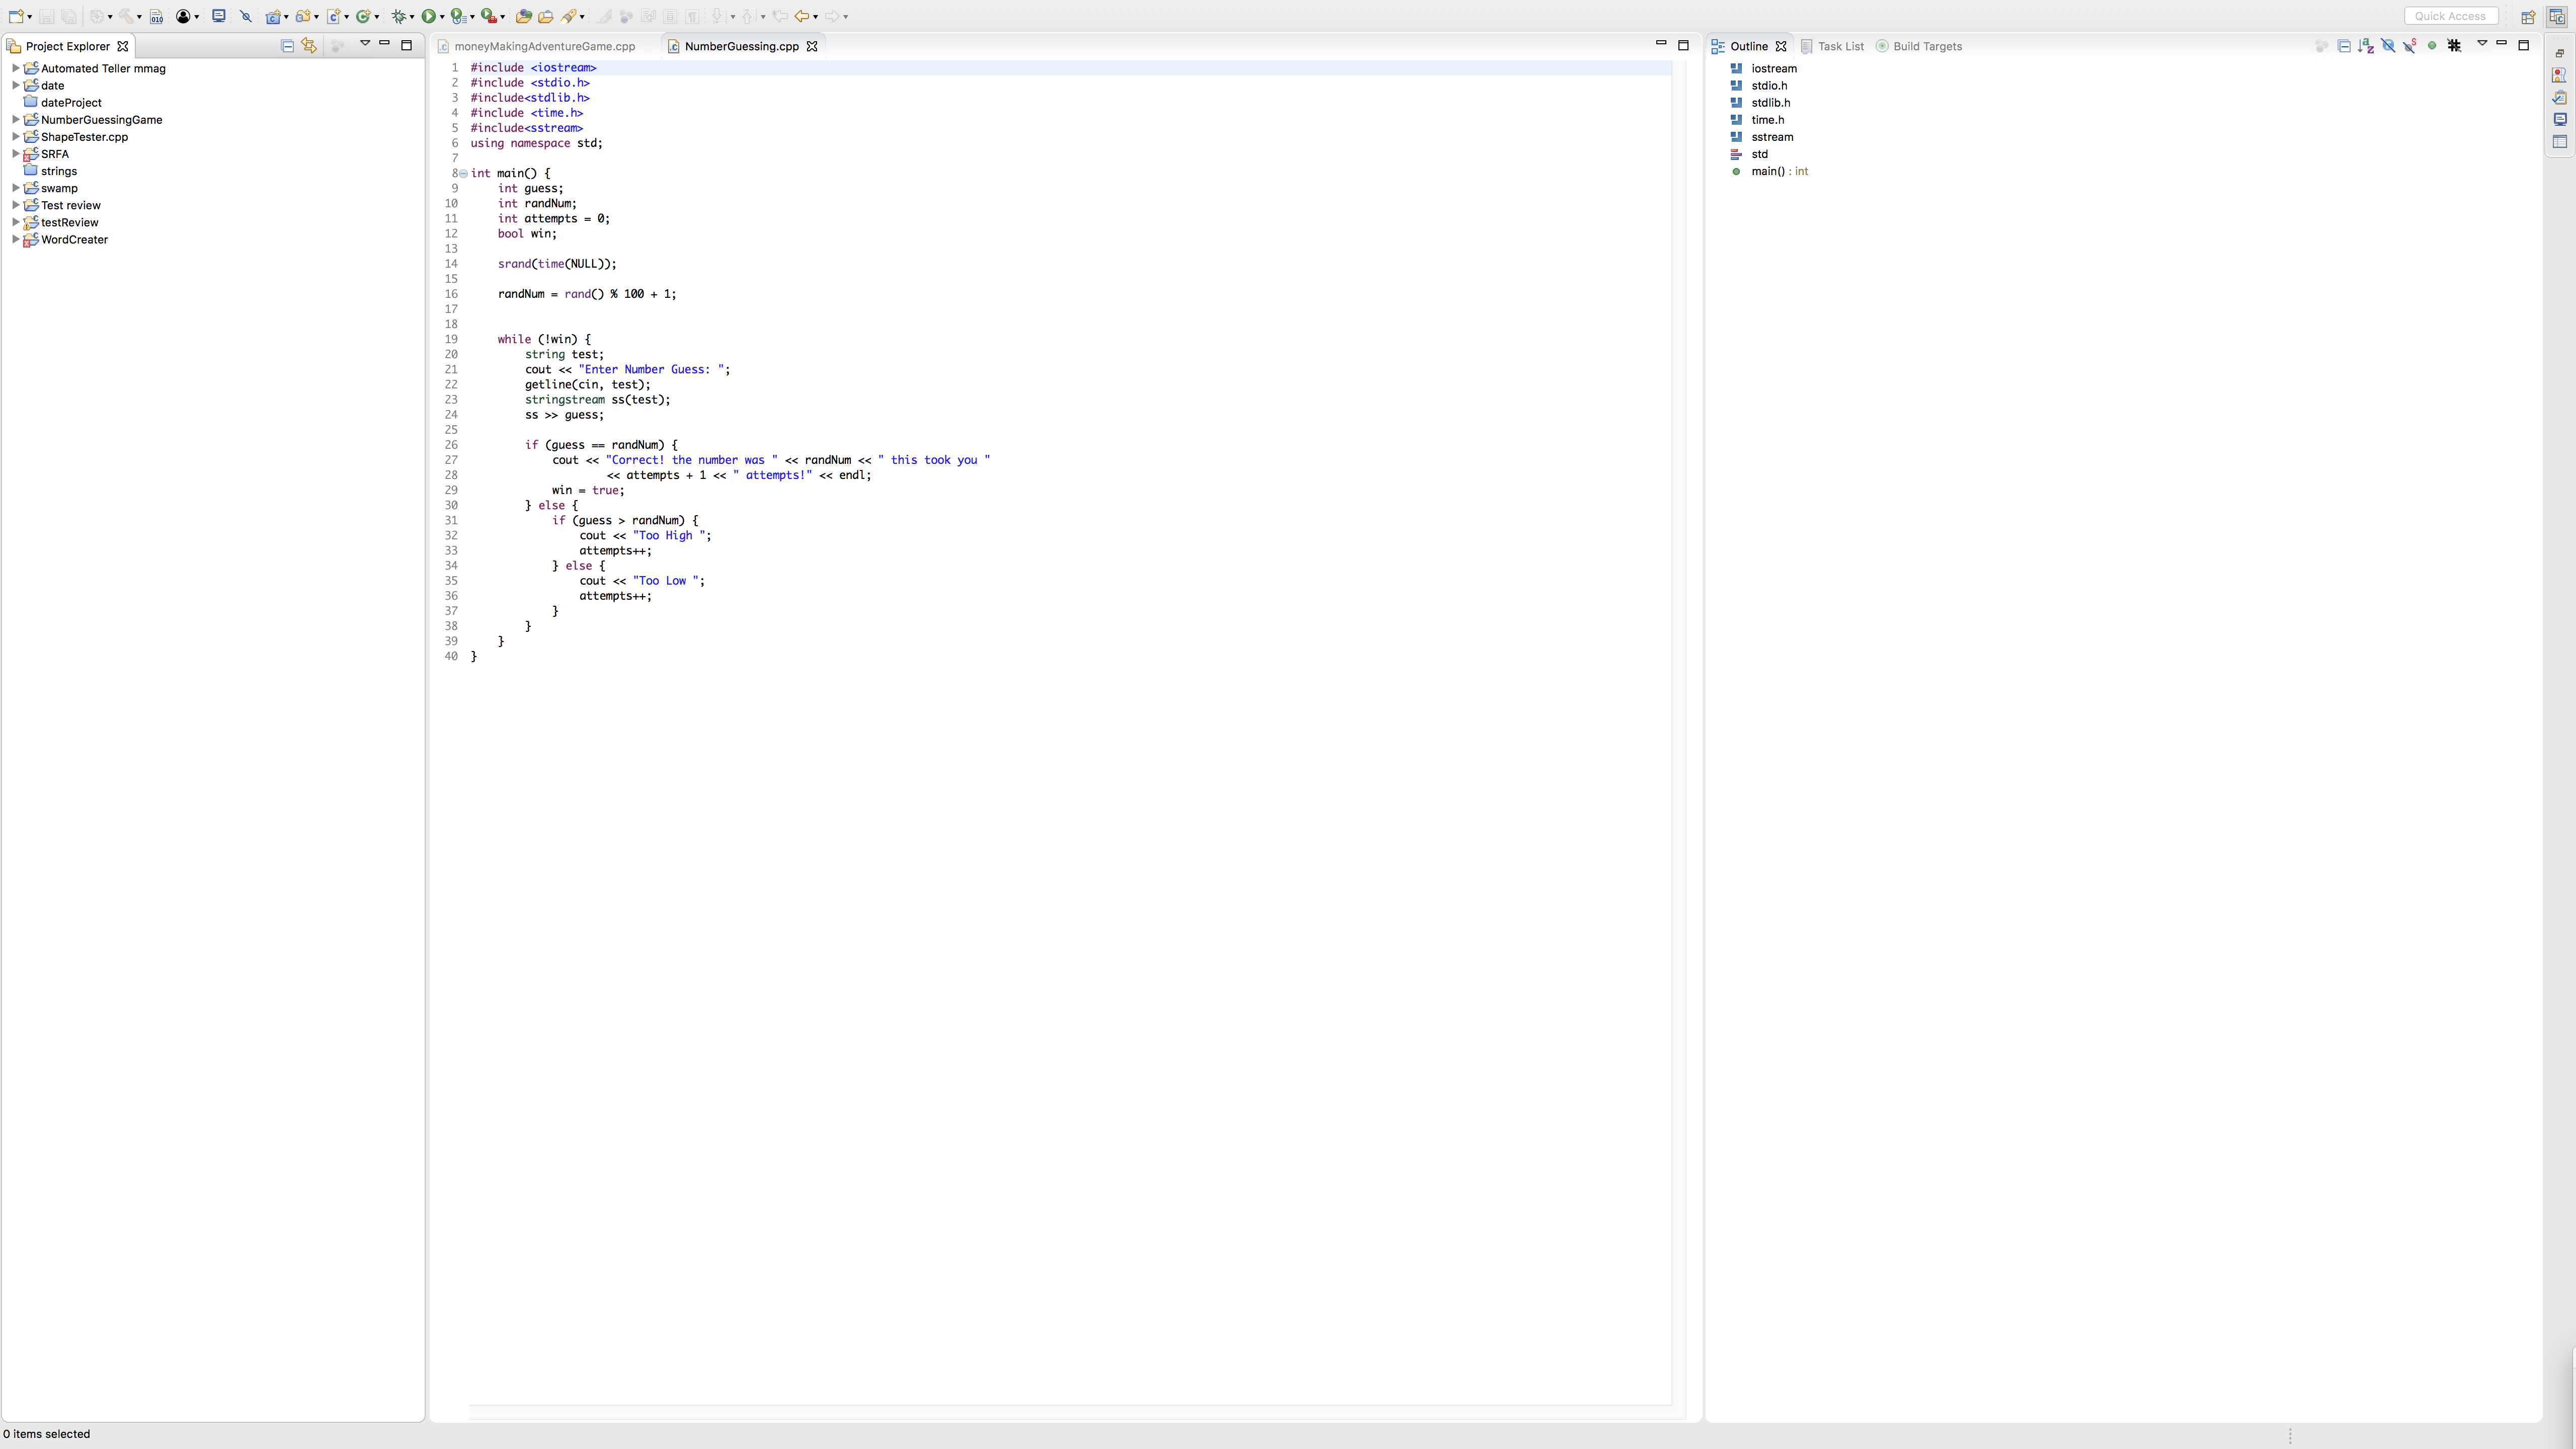 Quick Access
Project Explorer
Automated Teller mmag
date
dateProject
NumberGuessingGame
ShapeTester.cpp
SRFA
strings
swamp
Test review
testReview
WordCreater
moneyMakingAdventureGame.cpp
NumberGuessing.cpp
1 #include <iostream>
2 #include <stdio.h>
3 #include<stdlib.h>
4 #include <time.h>
5 #include<sstream>
6 using namespace std;
7
8 int main() {
9     int guess;
10     int randNum;
11     int attempts = 0;
12     bool win;
13
14     srand(time(NULL));
15
16     randNum = rand() % 100 + 1;
17
18
19     while (!win) {
20         string test;
21         cout << "Enter Number Guess: ";
22         getline(cin, test);
23         stringstream ss(test);
24         ss >> guess;
25
26         if (guess == randNum) {
27             cout << "Correct! the number was " << randNum << " this took you "
28                     << attempts + 1 << " attempts!" << endl;
29             win = true;
30         } else {
31             if (guess > randNum) {
32                 cout << "Too High ";
33                 attempts++;
34             } else {
35                 cout << "Too Low ";
36                 attempts++;
37             }
38         }
39     }
40 }
Outline Task List Build Targets
iostream
stdio.h
stdlib.h
time.h
sstream
std
main() : int
0 items selected